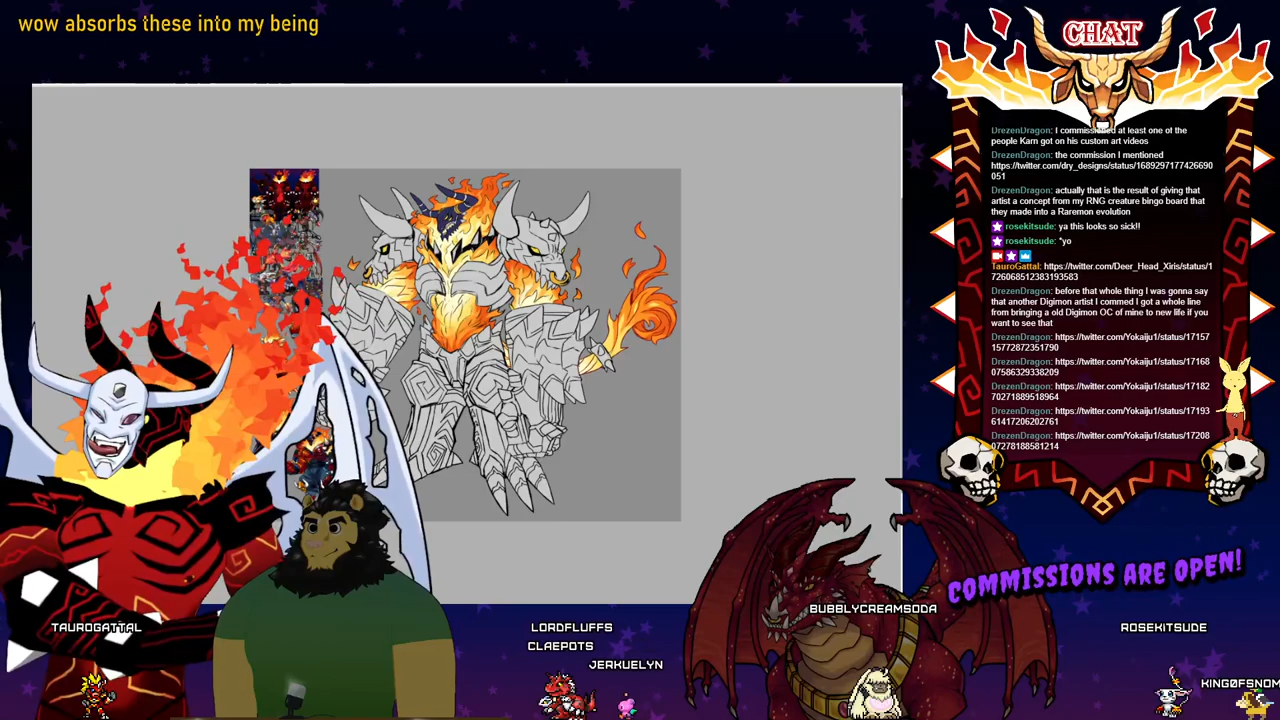 wow absorbs these into my being
CHAT
DrezenDragon: I commissioned at least one of the
people Karn got on his custom art videos
DrezenDragon: the commission I mentioned
https://twitter.com/dry_designs/status/1689297177426690
051
DrezenDragon: actually that is the result of giving that
artist a concept from my RNG creature bingo board that
they made into a Raremon evolution
rosekitsude: ya this looks so sick!!
rosekitsude: *yo
TauroGattal: https://twitter.com/Deer_Head_Xiris/status/1
726068512383193583
DrezenDragon: before that whole thing I was gonna say
that another Digimon artist I commed I got a whole line
from bringing a old Digimon OC of mine to new life if you
want to see that
DrezenDragon: https://twitter.com/Yokaiju1/status/17157
15772872351790
DrezenDragon: https://twitter.com/Yokaiju1/status/17168
07586329338209
DrezenDragon: https://twitter.com/Yokaiju1/status/17182
70271889518964
DrezenDragon: https://twitter.com/Yokaiju1/status/17193
61417206202761
DrezenDragon: https://twitter.com/Yokaiju1/status/17208
07278188581214
COMMISSIONS ARE OPEN!
TAUROGATTAL
LORDFLUFFS
CLAEPOTS
JERKUELYN
BUBBLYCREAMSODA
ROSEKITSUDE
KINGØFSNOM